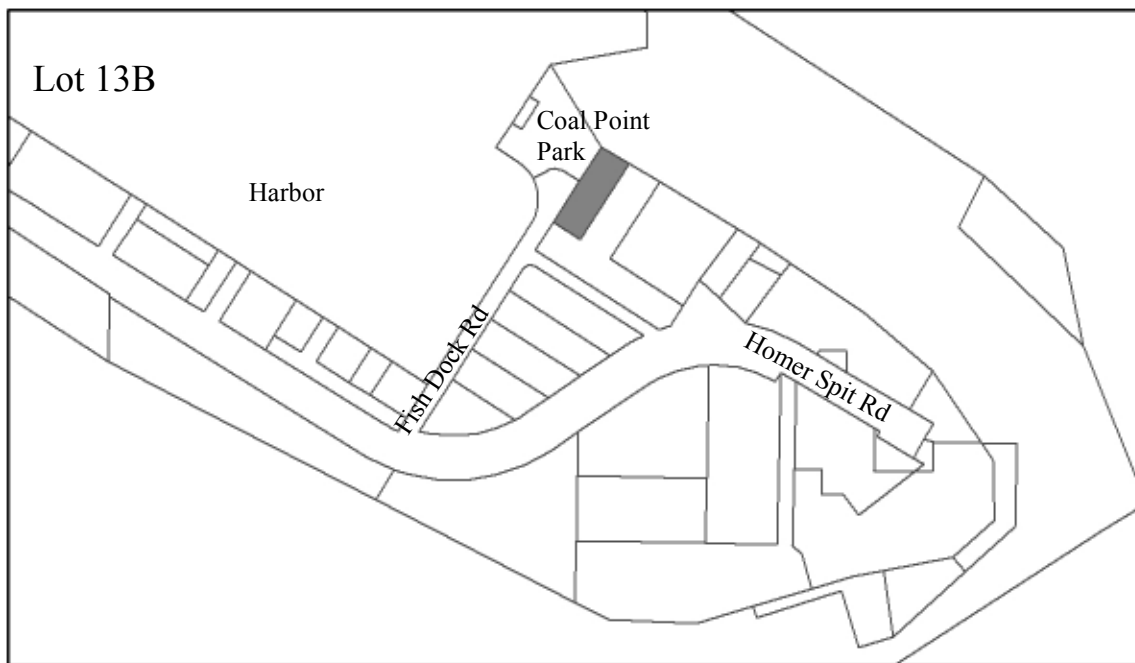 Lot 13B
Coal Point
Park
Harbor
Fish Dock Rd
Homer Spit Rd